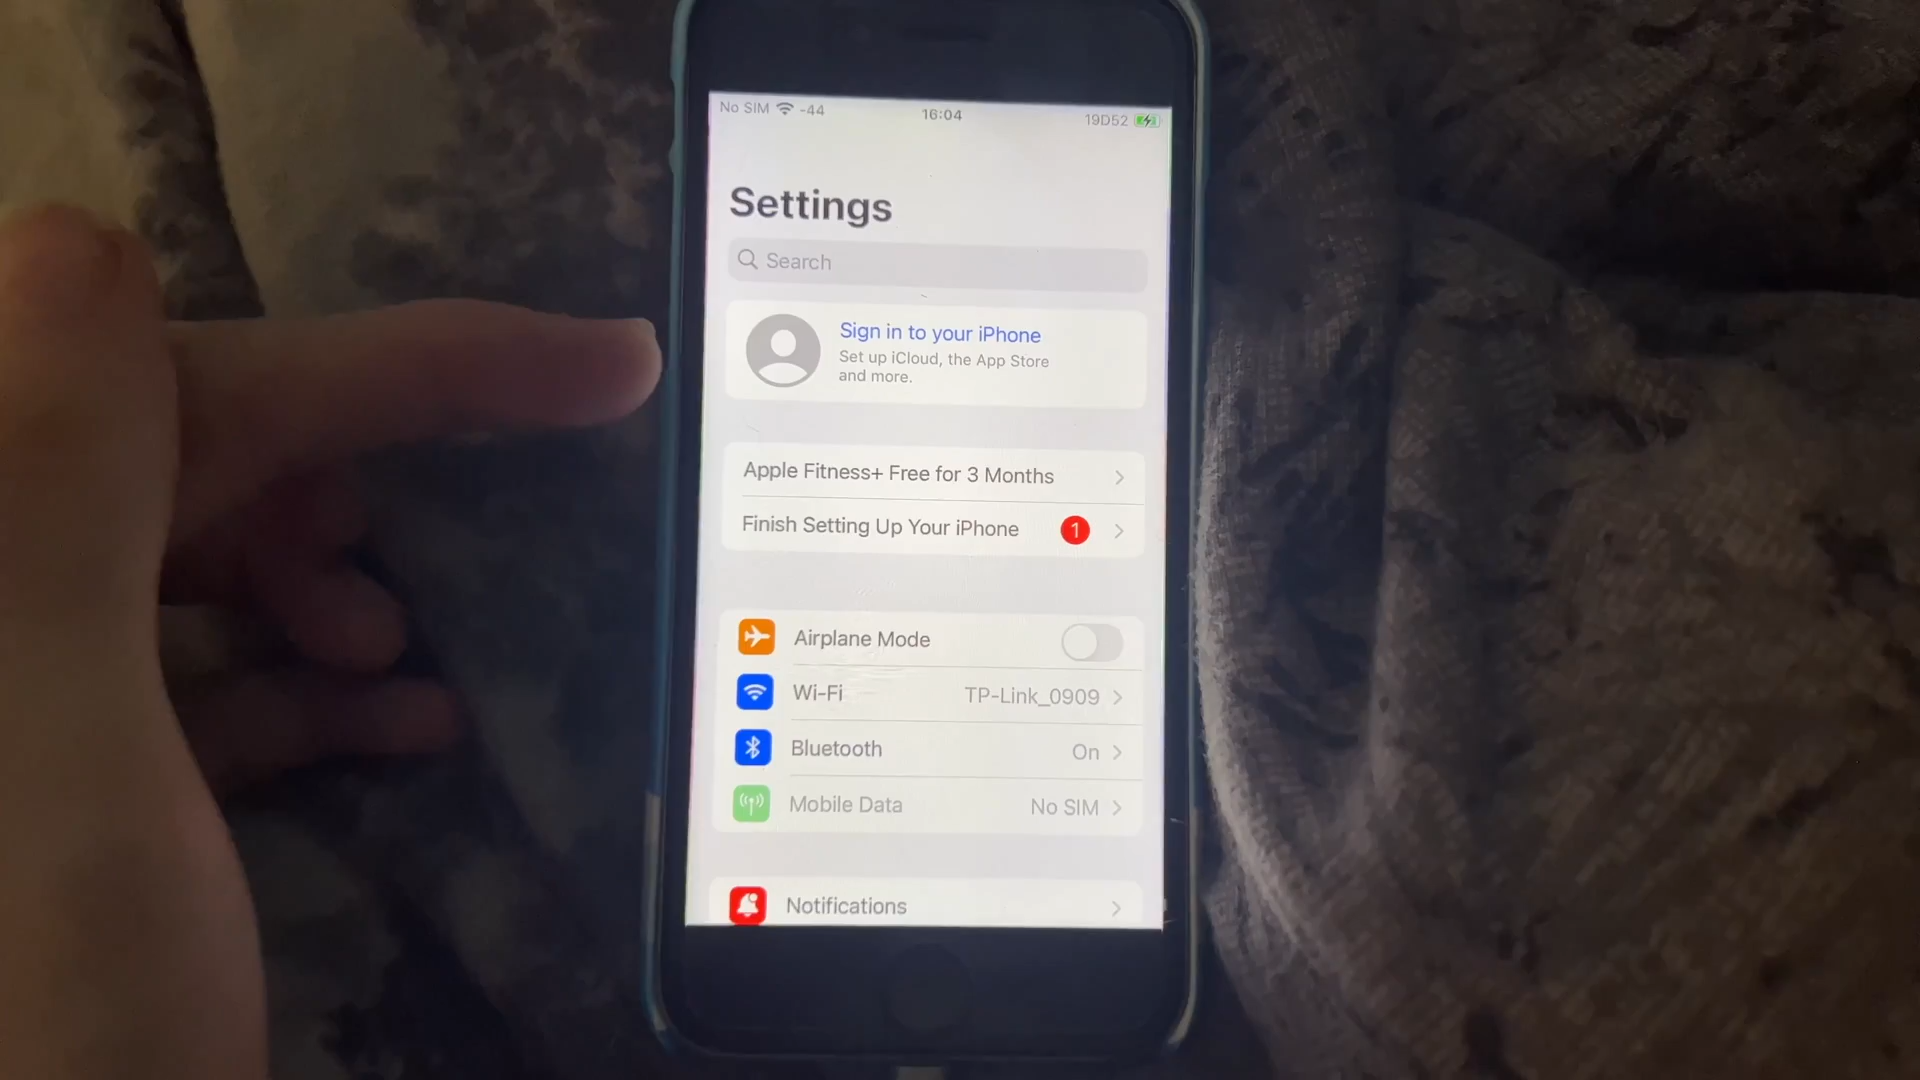 No SIM -44 16:04 19D52
Settings
Search
Sign in to your iPhone
Set up iCloud, the App Store
and more.
Apple Fitness+ Free for 3 Months
Finish Setting Up Your iPhone 1
Airplane Mode
Wi-Fi TP-Link_0909
Bluetooth On
Mobile Data No SIM
Notifications